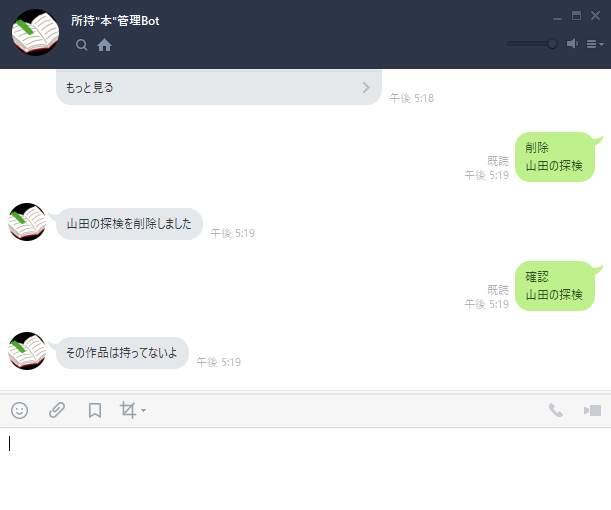 所持"本"管理Bot
もっと見る
午後 5:18
削除
山田の探検
既読
午後 5:19
山田の探検を削除しました
午後 5:19
確認
山田の探検
既読
午後 5:19
その作品は持ってないよ
午後 5:19